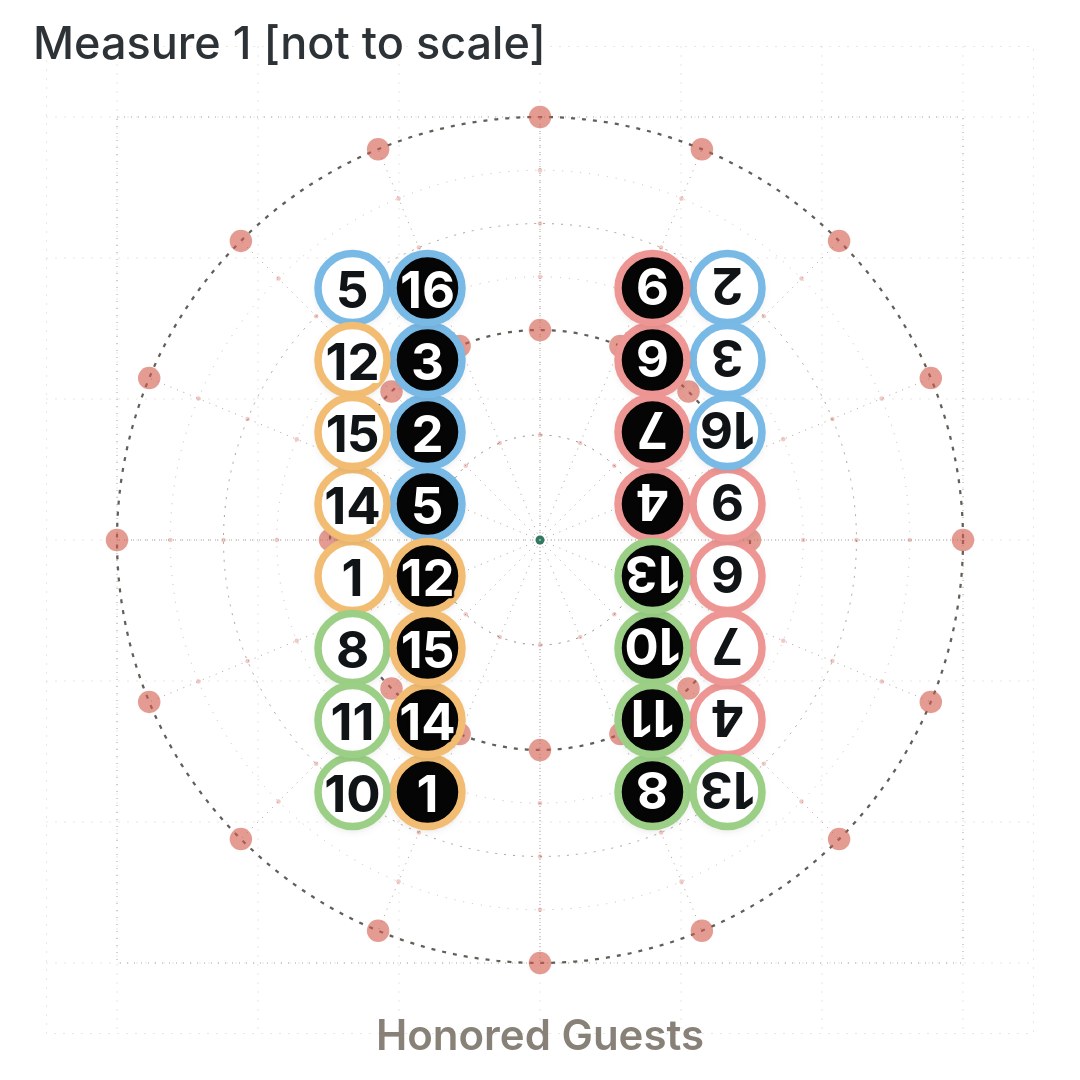 Measure 1 [not to scale]
5 16 9 2
12 3 6 3
15 2 7 16
14 5 4 9
1 12 13 6
8 15 10 7
11 14 11 4
10 1 8 13
Honored Guests